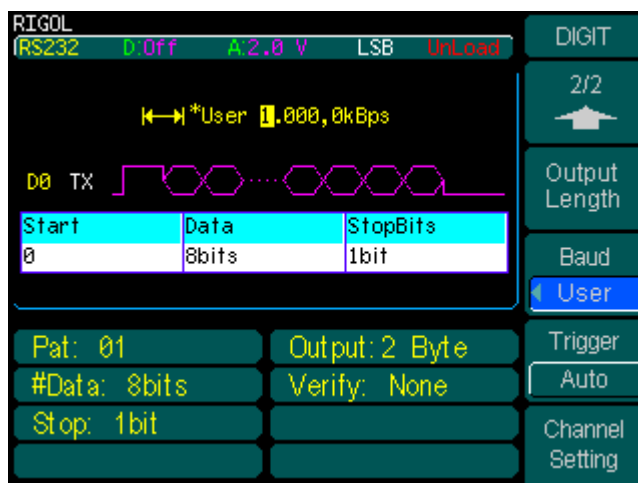 RIGOL
RS232 D:Off A:2.0 V LSB UnLoad
*User 1.000,0kBps
D0 TX
Start Data StopBits
0 8bits 1bit
Pat: 01 Output: 2 Byte
#Data: 8bits Verify: None
Stop: 1bit
DIGIT
2/2
Output
Length
Baud
User
Trigger
Auto
Channel
Setting